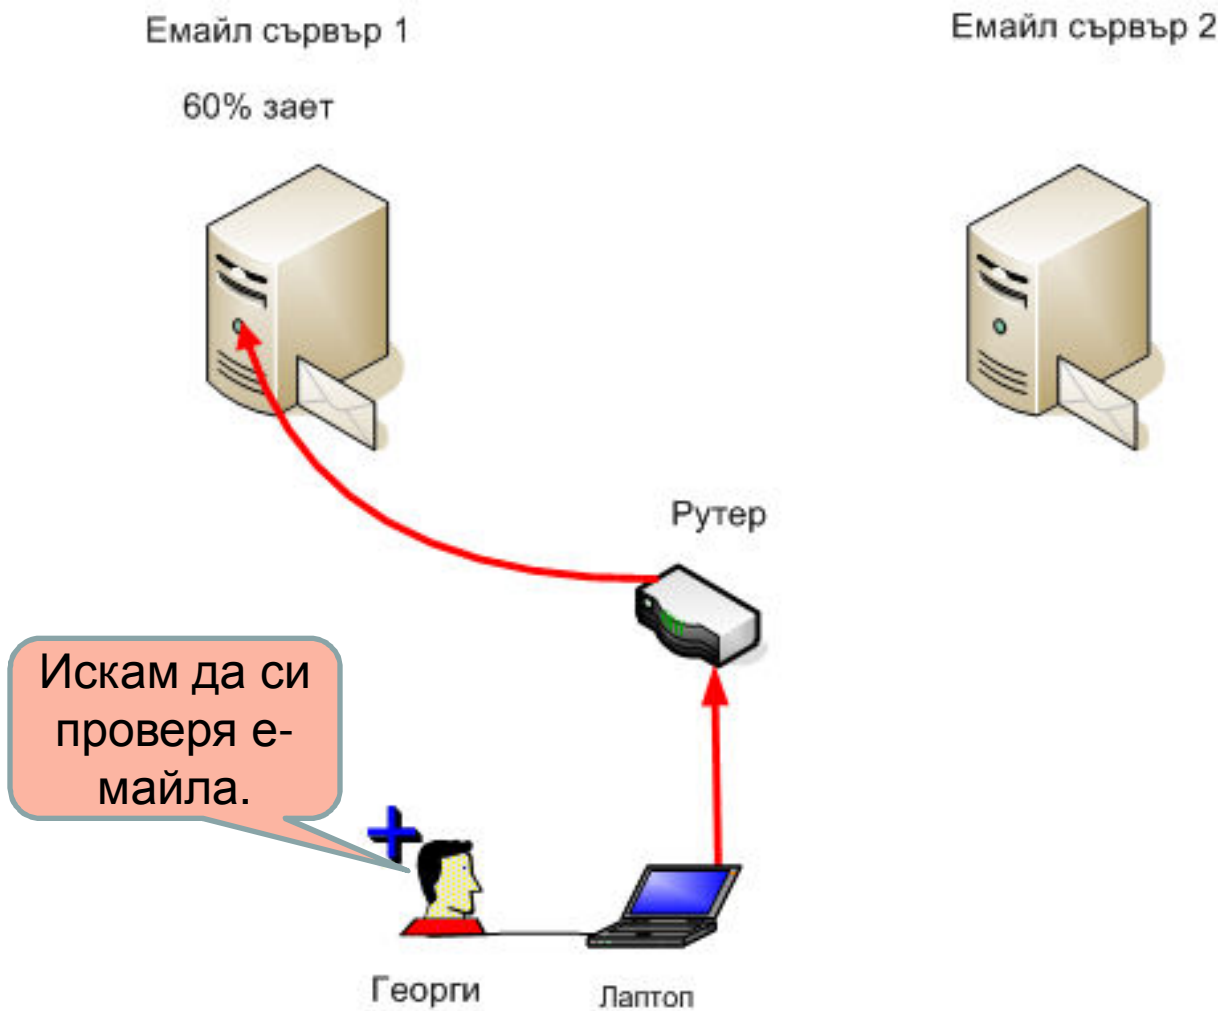 Емайл сървър 1
Емайл сървър 2
60% зает
Рутер
Искам да си
проверя е-
майла.
Георги
Лаптоп